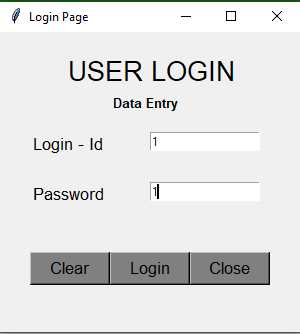 Login Page
USER LOGIN
Data Entry
Login - Id 1
Password 1
Clear Login Close